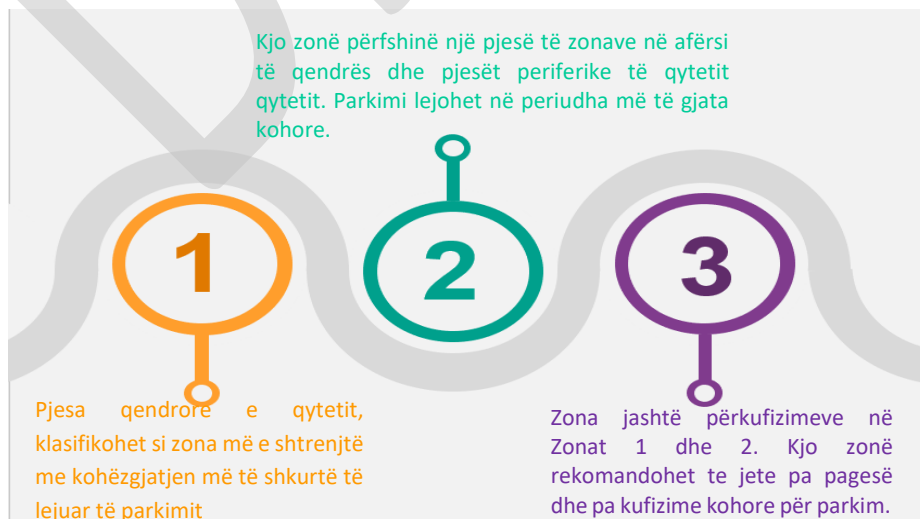 Kjo zonë përfshinë një pjesë të zonave në afërsi
të qendrës dhe pjesët periferike të qytetit
qytetit. Parkimi lejohet në periudha më të gjata
kohore.
1
2
3
Pjesa qendrore e qytetit,
klasifikohet si zona më e shtrenjtë
me kohëzgjatjen më të shkurtë të
lejuar të parkimit
Zona jashtë përkufizimeve në
Zonat 1 dhe 2. Kjo zonë
rekomandohet te jete pa pagesë
dhe pa kufizime kohore për parkim.